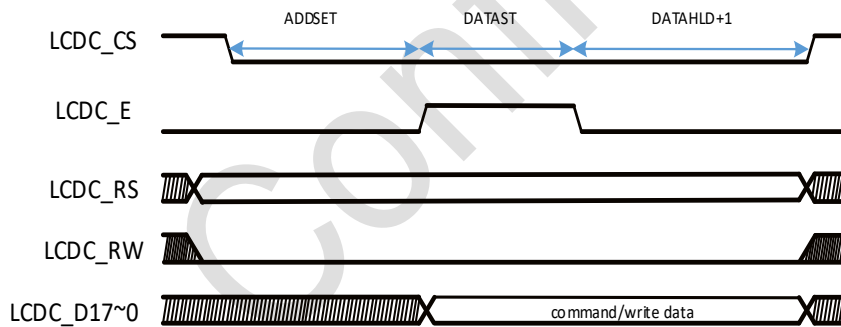 ADDSET DATAST DATAHLD+1
LCDC_CS
LCDC_E
LCDC_RS
LCDC_RW
LCDC_D17~0 command/write data